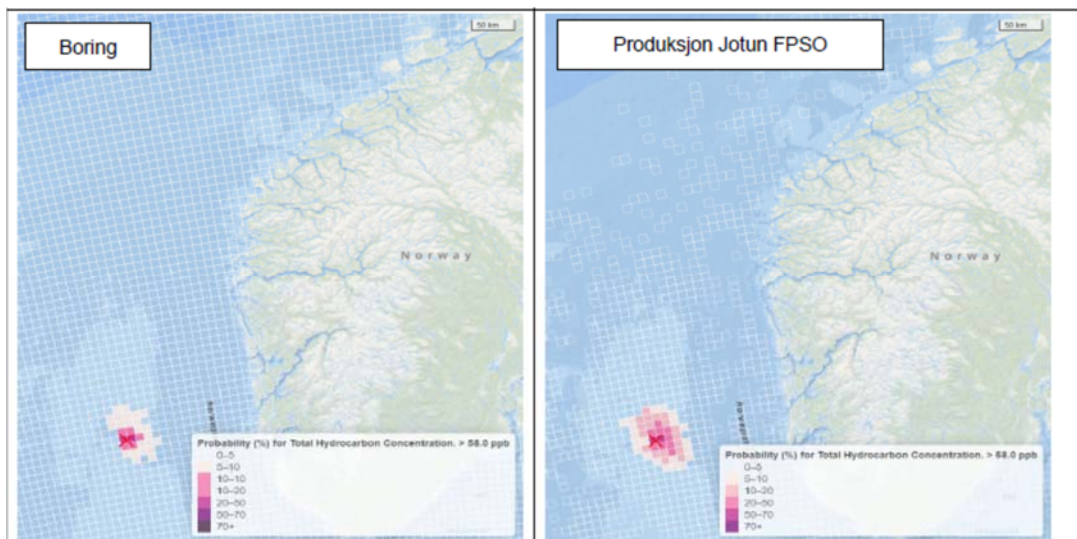 Boring
50 km
Norway
Probability (%) for Total Hydrocarbon Concentration. > 58.0 ppb
0–5
5–10
10–10
10–20
20–50
50–70
70+
Produksjon Jotun FPSO
50 km
Norway
Probability (%) for Total Hydrocarbon Concentration. > 58.0 ppb
0–5
5–10
10–20
20–50
50–70
70+